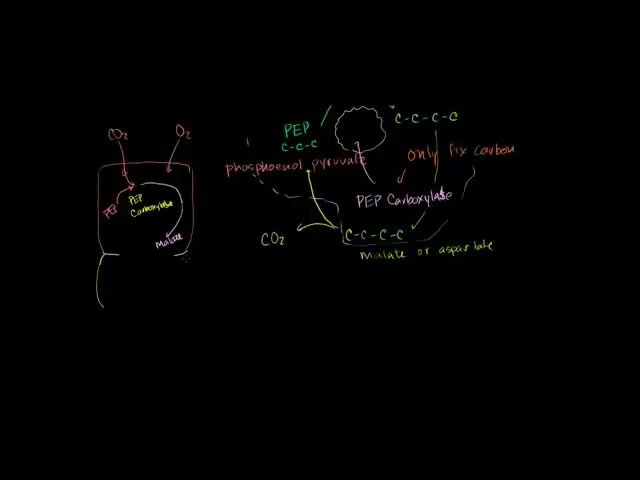 CO2
O2
PEP
PEP
Carboxylase
Malate
PEP
C-C-C
phosphoenol pyruvate
C-C-C-C
only fix carbon
PEP Carboxylase
CO2
C-C-C-C
malate or aspartate